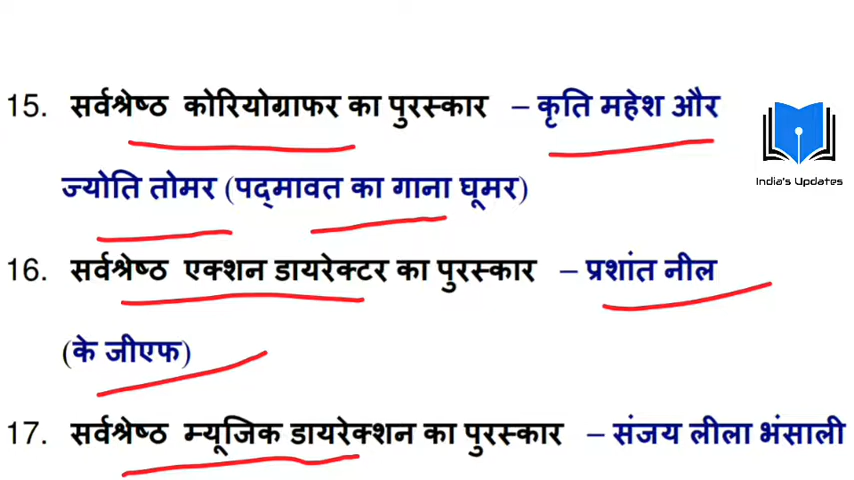 15. सर्वश्रेष्ठ कोरियोग्राफर का पुरस्कार – कृति महेश और
ज्योति तोमर (पद्मावत का गाना घूमर)
India's Updates
16. सर्वश्रेष्ठ एक्शन डायरेक्टर का पुरस्कार – प्रशांत नील
(के जीएफ)
17. सर्वश्रेष्ठ म्यूजिक डायरेक्शन का पुरस्कार – संजय लीला भंसाली